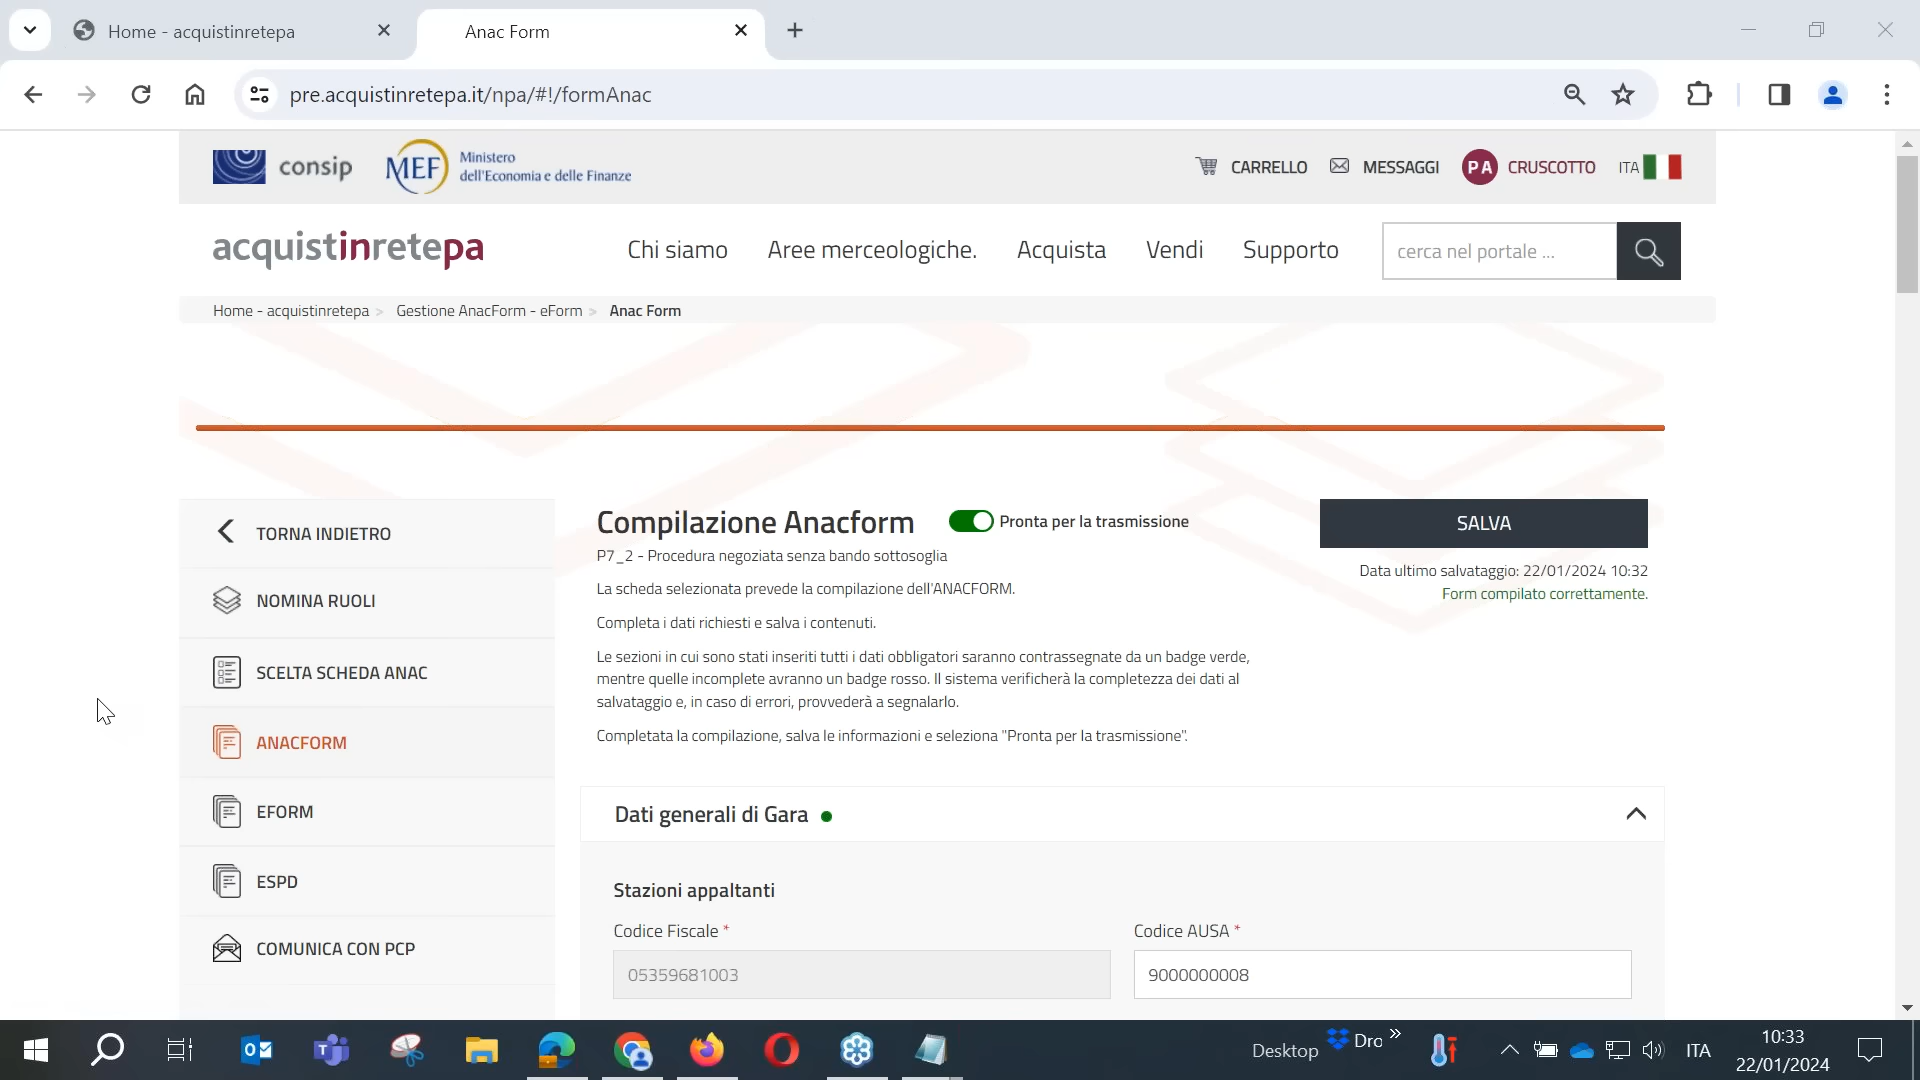 Home - acquistinretepa
Anac Form
pre.acquistinretepa.it/npa/#!/formAnac
consip
MEF
Ministero
dell'Economia e delle Finanze
CARRELLO
MESSAGGI
PA
CRUSCOTTO
ITA
acquistinretepa
Chi siamo
Aree merceologiche.
Acquista
Vendi
Supporto
cerca nel portale ...
Home - acquistinretepa > Gestione AnacForm - eForm > Anac Form
TORNA INDIETRO
NOMINA RUOLI
SCELTA SCHEDA ANAC
ANACFORM
EFORM
ESPD
COMUNICA CON PCP
Compilazione Anacform
Pronta per la trasmissione
SALVA
P7_2 - Procedura negoziata senza bando sottosoglia
Data ultimo salvataggio: 22/01/2024 10:32
Form compilato correttamente.
La scheda selezionata prevede la compilazione dell'ANACFORM.
Completa i dati richiesti e salva i contenuti.
Le sezioni in cui sono stati inseriti tutti i dati obbligatori saranno contrassegnate da un badge verde,
mentre quelle incomplete avranno un badge rosso. Il sistema verificherà la completezza dei dati al
salvataggio e, in caso di errori, provvederà a segnalarlo.
Completata la compilazione, salva le informazioni e seleziona "Pronta per la trasmissione".
Dati generali di Gara
Stazioni appaltanti
Codice Fiscale *
Codice AUSA *
05359681003
9000000008
Desktop
Dro
ITA
10:33
22/01/2024